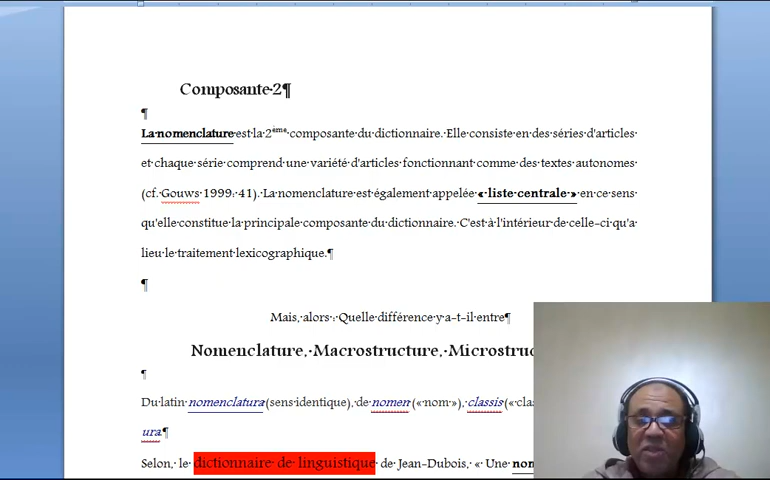 Composante 2¶
¶
La nomenclature est la 2ème composante du dictionnaire. Elle consiste en des séries d'articles
et chaque série comprend une variété d'articles fonctionnant comme des textes autonomes
(cf. Gouws 1999: 41). La nomenclature est également appelée « liste centrale » en ce sens
qu'elle constitue la principale composante du dictionnaire. C'est à l'intérieur de celle-ci qu'a
lieu le traitement lexicographique.¶
¶
Mais, alors : Quelle différence y a-t-il entre¶
Nomenclature, Macrostructure, Microstruc
¶
Du latin nomenclatura (sens identique), de nomen (« nom »), classis (« clas
ura.¶
Selon, le dictionnaire de linguistique de Jean-Dubois, « Une nom